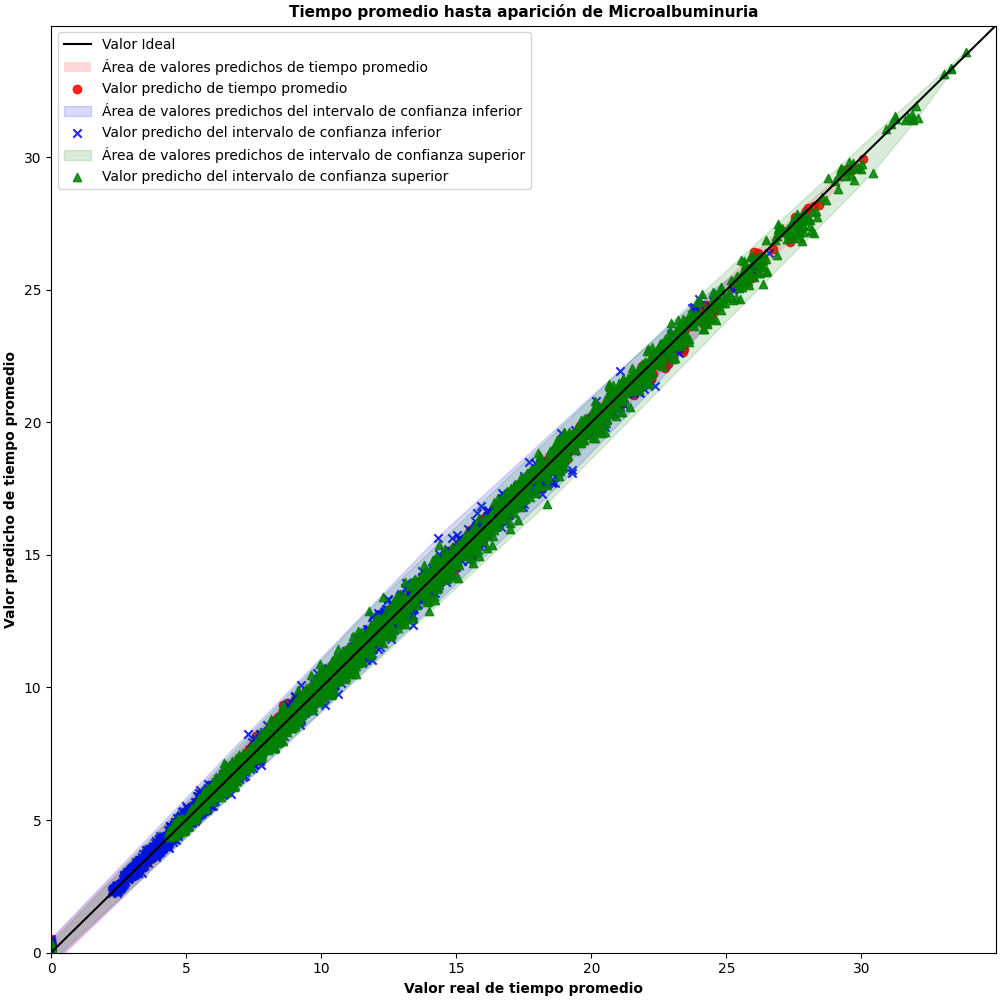 Tiempo promedio hasta aparición de Microalbuminuria
Valor Ideal
Área de valores predichos de tiempo promedio
Valor predicho de tiempo promedio
Área de valores predichos del intervalo de confianza inferior
Valor predicho del intervalo de confianza inferior
Área de valores predichos de intervalo de confianza superior
Valor predicho del intervalo de confianza superior
Valor predicho de tiempo promedio
30
25
20
15
10
5
0
0 5 10 15 20 25 30
Valor real de tiempo promedio